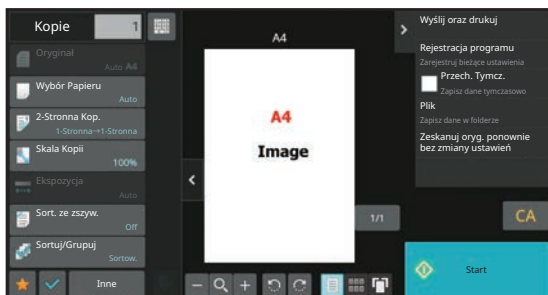 Kopie
1
Oryginał
Auto A4
Wybór Papieru
Auto
2-Stronna Kop.
1-Stronna→1-Stronna
Skala Kopii
100%
Ekspozycja
Auto
Sort. ze zszyw.
Off
Sortuj/Grupuj
Sortow.
Inne
A4
A4
Image
1/1
Wyślij oraz drukuj
Rejestracja programu
Zarejestruj bieżące ustawienia
Przech. Tymcz.
Zapisz dane tymczasowo
Plik
Zapisz dane w folderze
Zeskanuj oryg. ponownie
bez zmiany ustawień
CA
Start